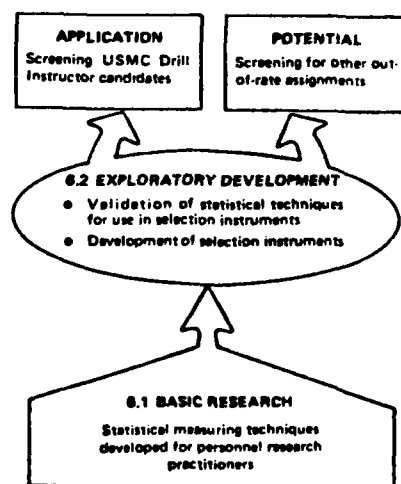 APPLICATION
Screening USMC Drill
Instructor candidates
POTENTIAL
Screening for other out-
of-rate assignments
6.2 EXPLORATORY DEVELOPMENT
● Validation of statistical techniques
for use in selection instruments
● Development of selection instruments
6.1 BASIC RESEARCH
Statistical measuring techniques
developed for personnel research
practitioners